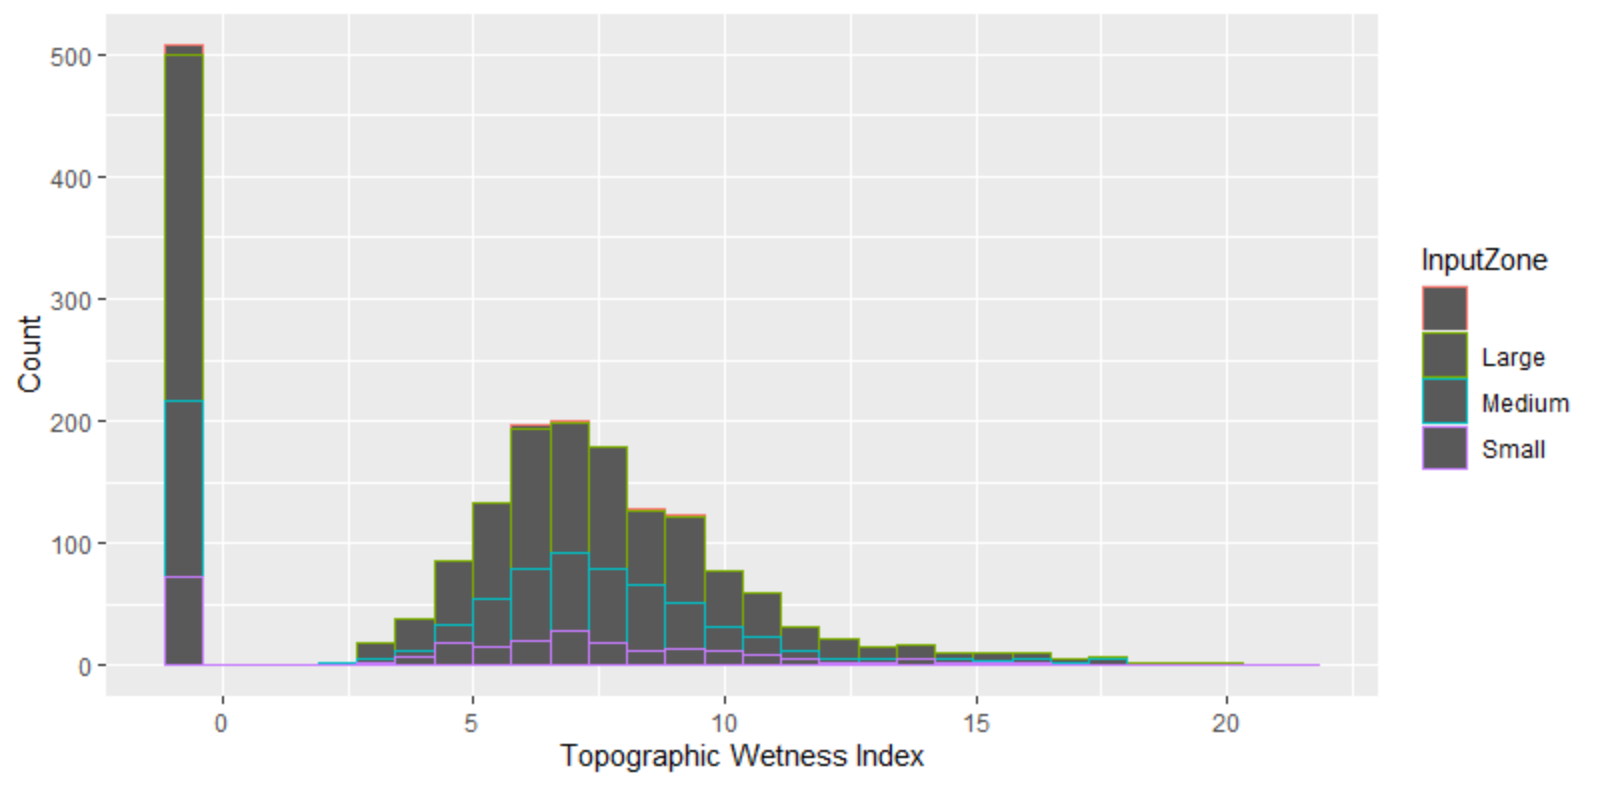 500
400
300
200
100
0
Count
0 5 10 15 20
Topographic Wetness Index
InputZone
Large
Medium
Small